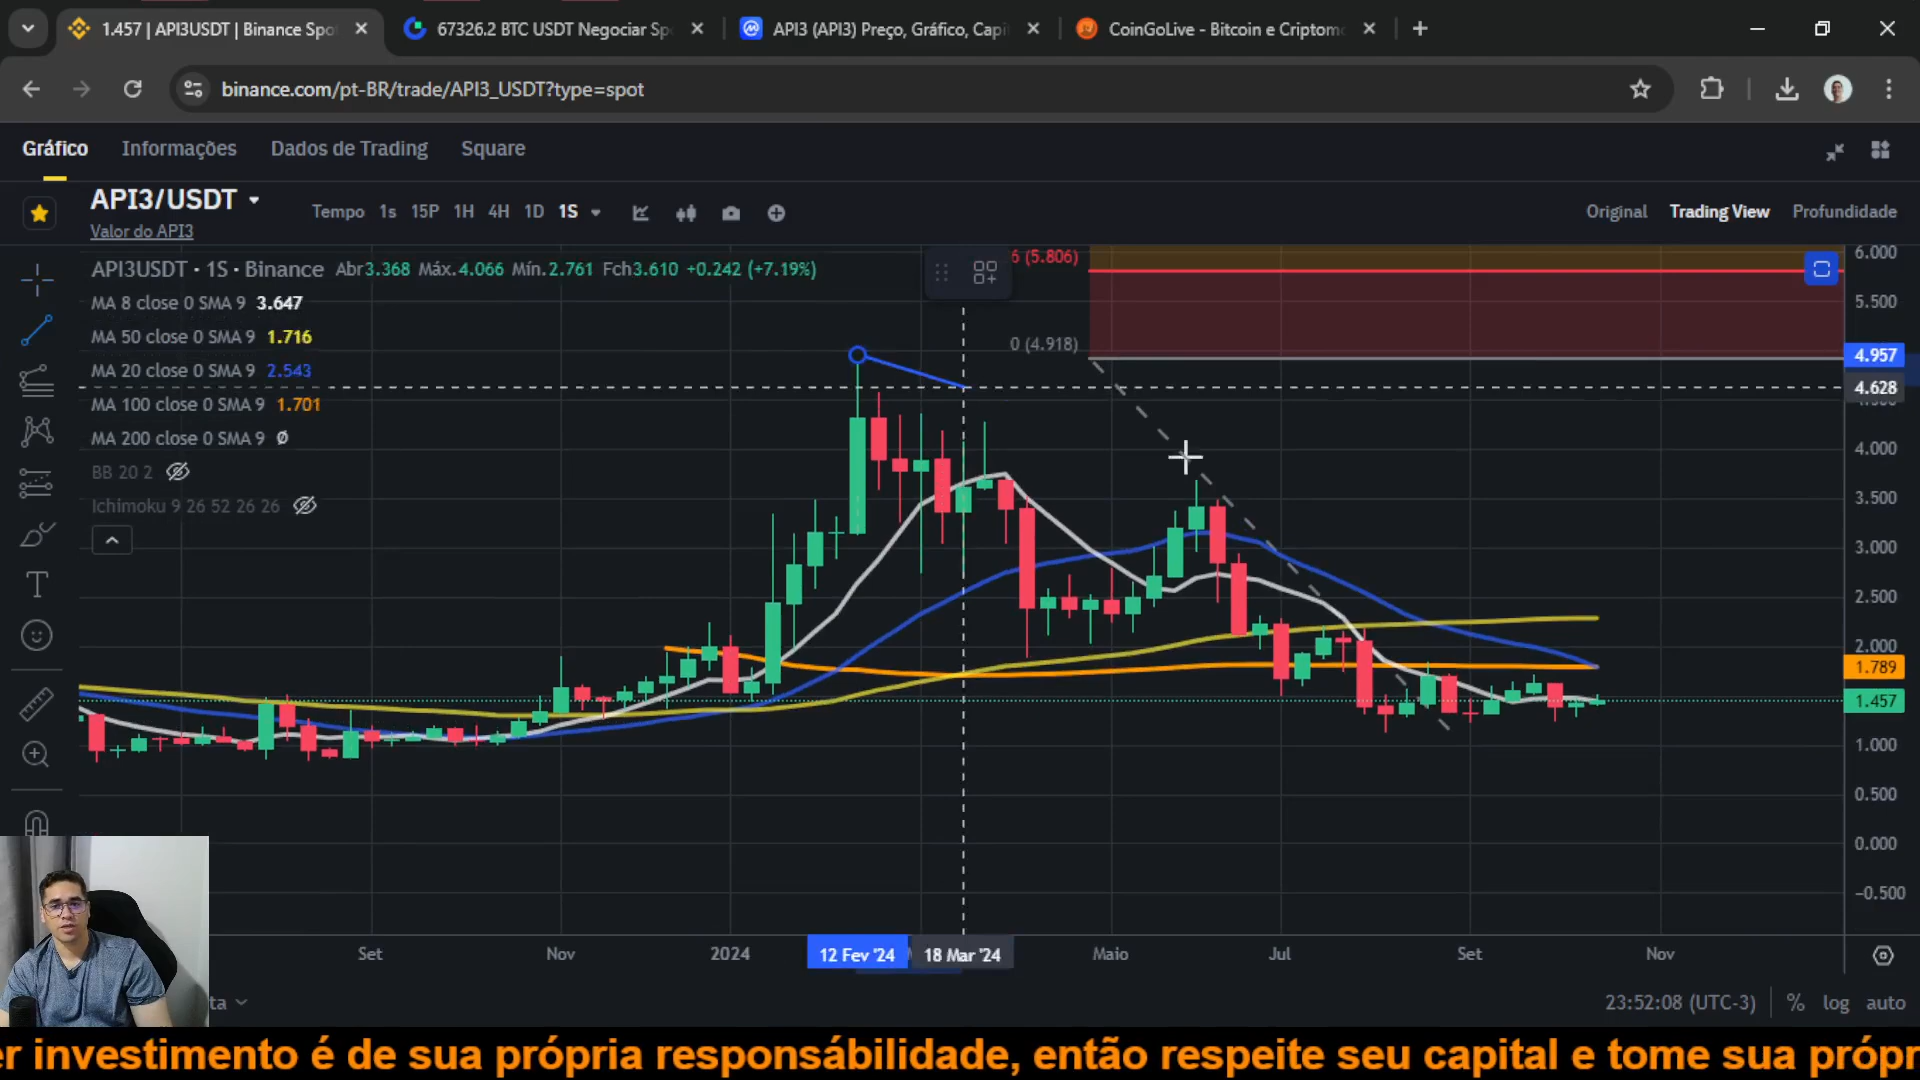 1.457 | API3USDT | Binance Spo
67326.2 BTC USDT Negociar Sp
API3 (API3) Preço, Gráfico, Capi
CoinGoLive - Bitcoin e Criptom
binance.com/pt-BR/trade/API3_USDT?type=spot
Gráfico Informações Dados de Trading Square
API3/USDT
Valor do API3
Tempo 1s 15P 1H 4H 1D 1S
Original Trading View Profundidade
API3USDT · 1S · Binance Abr3.368 Máx.4.066 Mín.2.761 Fch3.610 +0.242 (+7.19%)
MA 8 close 0 SMA 9 3.647
MA 50 close 0 SMA 9 1.716
MA 20 close 0 SMA 9 2.543
MA 100 close 0 SMA 9 1.701
MA 200 close 0 SMA 9 Ø
BB 20 2
Ichimoku 9 26 52 26 26
6 (5.806)
0 (4.918)
6.000
5.500
4.957
4.628
4.000
3.500
3.000
2.500
2.000
1.789
1.457
1.000
0.500
0.000
−0.500
Set Nov 2024 12 Fev '24 18 Mar '24 Maio Jul Set Nov
ta
23:52:08 (UTC-3) % log auto
er investimento é de sua própria responsábilidade, então respeite seu capital e tome sua própr